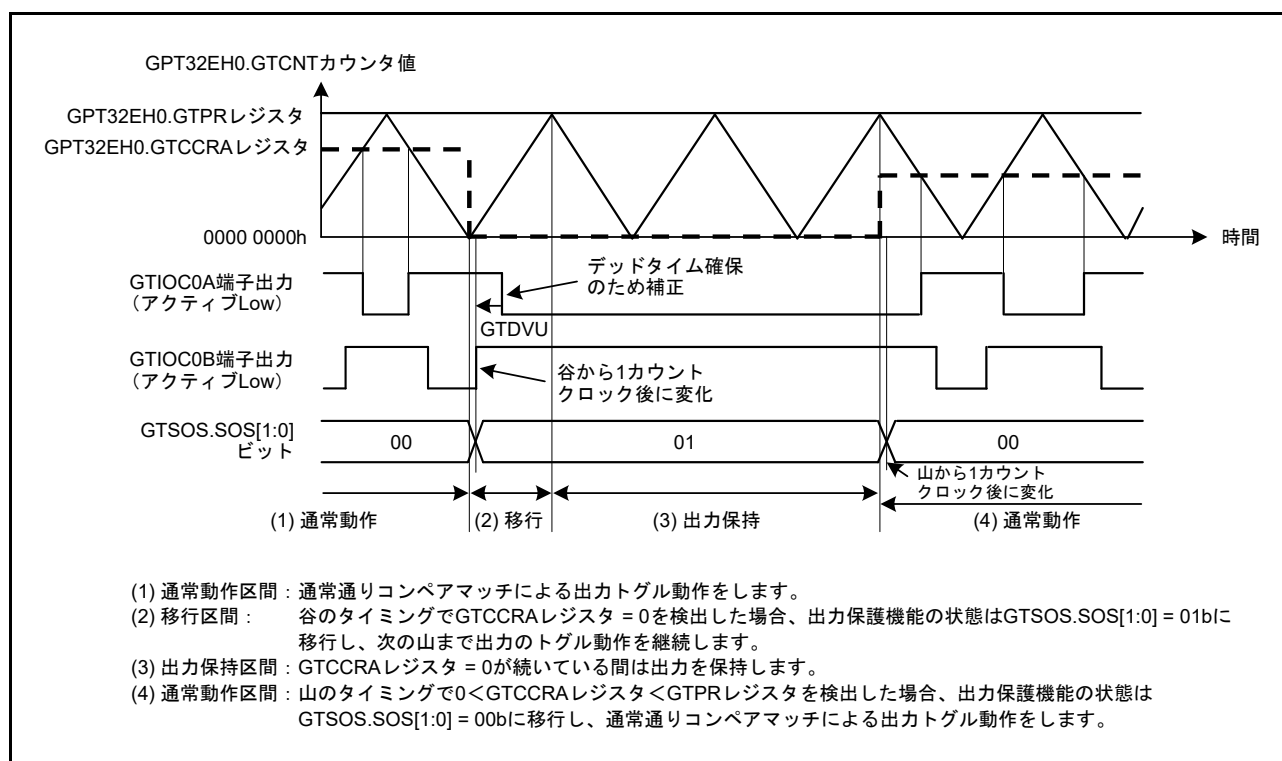 GPT32EH0.GTCNTカウンタ値
GPT32EH0.GTPRレジスタ
GPT32EH0.GTCCRAレジスタ
0000 0000h
時間
GTIOC0A端子出力
（アクティブLow）
デッドタイム確保
のため補正
GTDVU
GTIOC0B端子出力
（アクティブLow）
谷から1カウント
クロック後に変化
GTSOS.SOS[1:0]
ビット
00
01
00
山から1カウント
クロック後に変化
(1) 通常動作
(2) 移行
(3) 出力保持
(4) 通常動作
(1) 通常動作区間：通常通りコンペアマッチによる出力トグル動作をします。
(2) 移行区間：　谷のタイミングでGTCCRAレジスタ = 0を検出した場合、出力保護機能の状態はGTSOS.SOS[1:0] = 01bに
移行し、次の山まで出力のトグル動作を継続します。
(3) 出力保持区間：GTCCRAレジスタ = 0が続いている間は出力を保持します。
(4) 通常動作区間：山のタイミングで0＜GTCCRAレジスタ＜GTPRレジスタを検出した場合、出力保護機能の状態は
GTSOS.SOS[1:0] = 00bに移行し、通常通りコンペアマッチによる出力トグル動作をします。